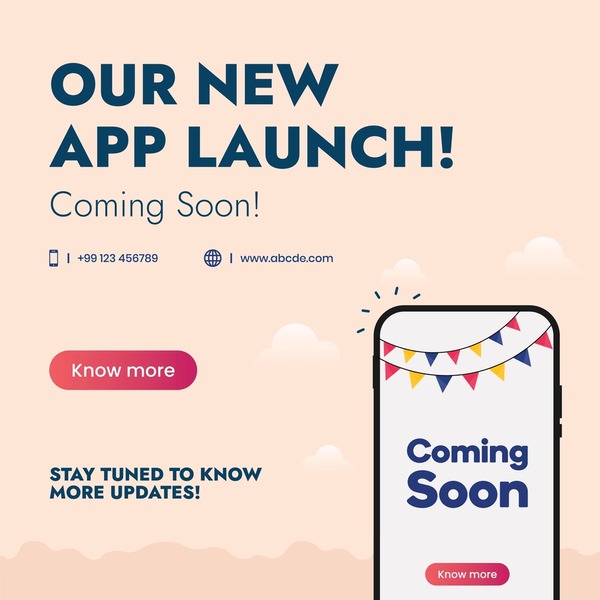 OUR NEW
APP LAUNCH!
Coming Soon!
| +99 123 456789
| www.abcde.com
Know more
STAY TUNED TO KNOW
MORE UPDATES!
Coming
Soon
Know more